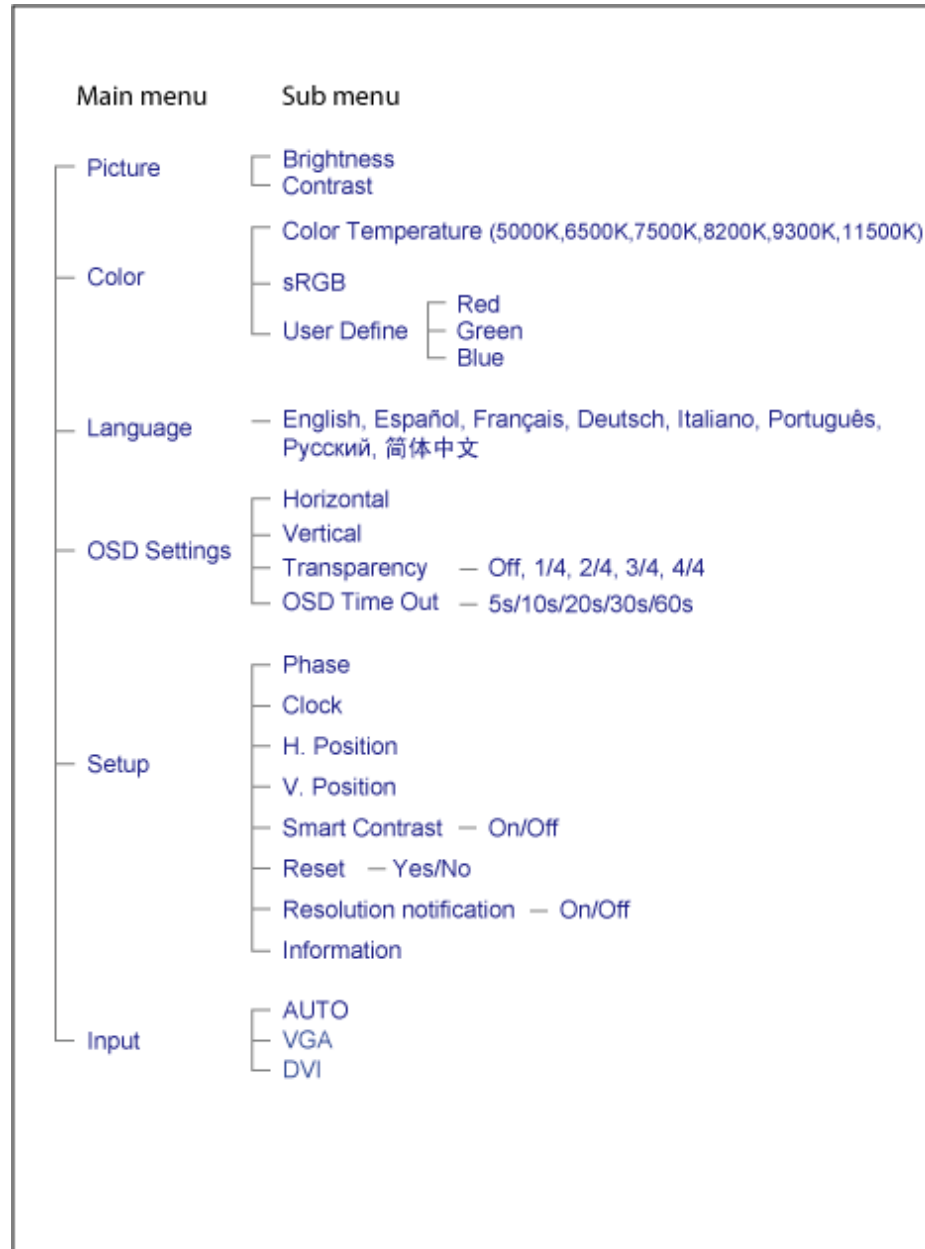 Main menu Sub menu
Picture
Brightness
Contrast
Color
Color Temperature (5000K,6500K,7500K,8200K,9300K,11500K)
sRGB
User Define
Red
Green
Blue
Language
English, Español, Français, Deutsch, Italiano, Português,
Русский, 简体中文
OSD Settings
Horizontal
Vertical
Transparency — Off, 1/4, 2/4, 3/4, 4/4
OSD Time Out — 5s/10s/20s/30s/60s
Setup
Phase
Clock
H. Position
V. Position
Smart Contrast — On/Off
Reset — Yes/No
Resolution notification — On/Off
Information
Input
AUTO
VGA
DVI